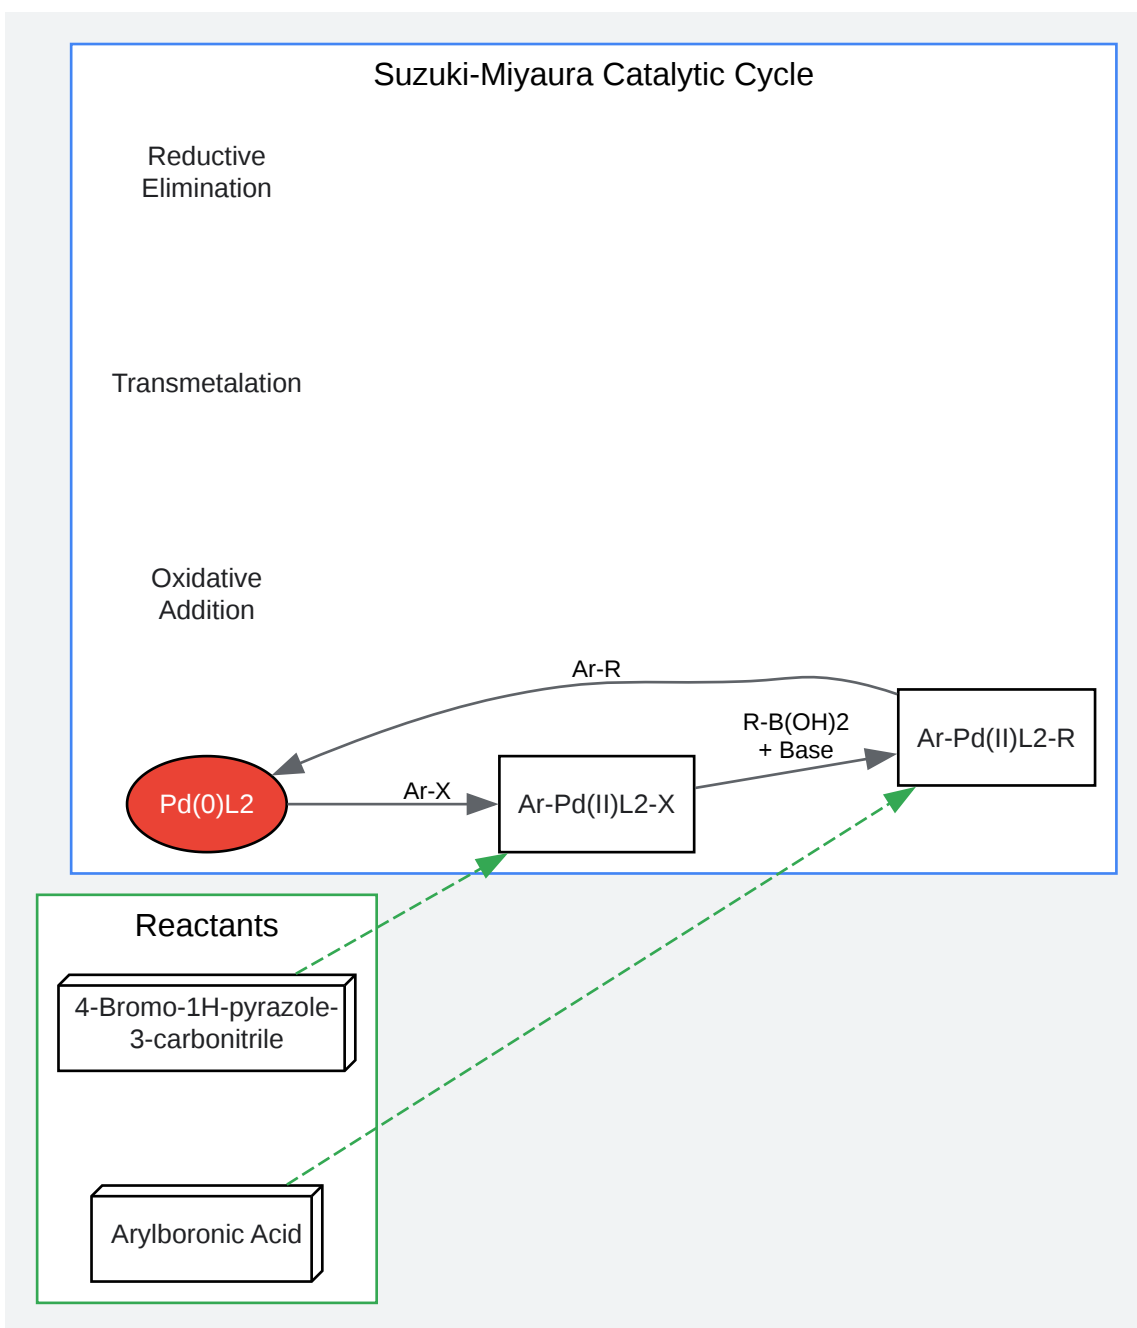 Suzuki-Miyaura Catalytic Cycle
Reductive
Elimination
Transmetalation
Oxidative
Addition
Ar-R
R-B(OH)2
+ Base
Ar-Pd(II)L2-R
Pd(0)L2
Ar-X
Ar-Pd(II)L2-X
Reactants
4-Bromo-1H-pyrazole-
3-carbonitrile
Arylboronic Acid